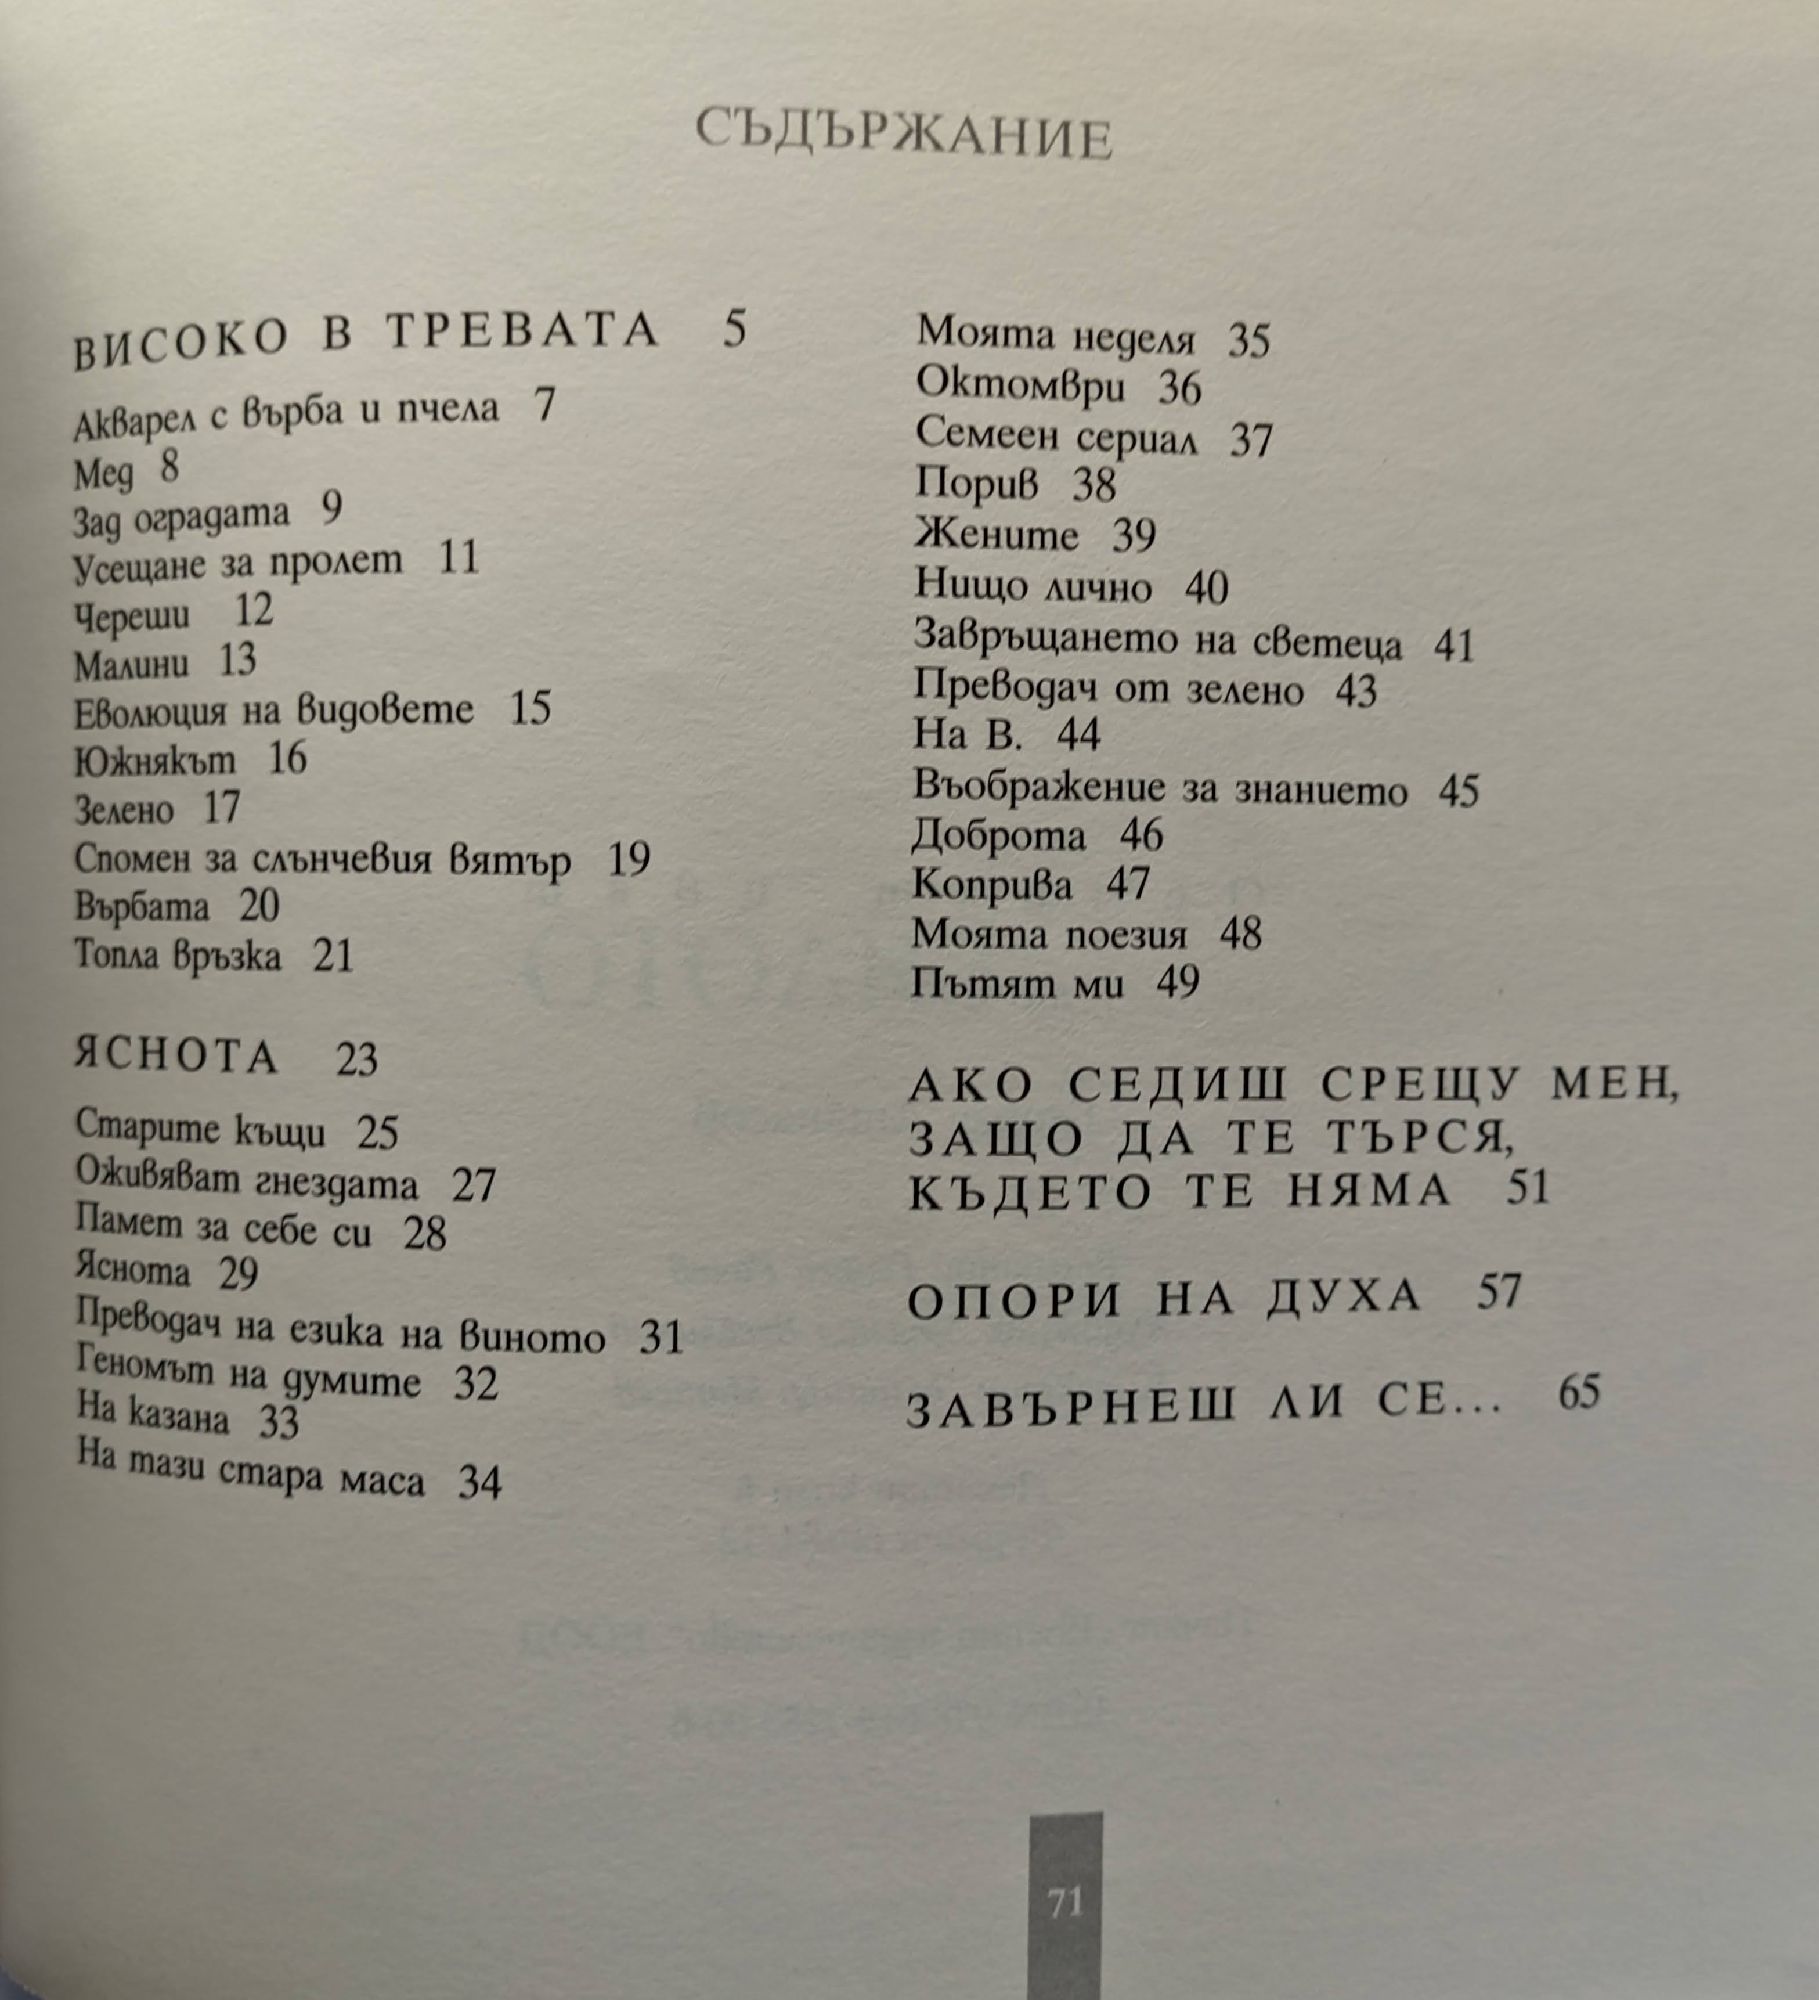 СЪДЪРЖАНИЕ
ВИСОКО В ТРЕВАТА 5
Акварел с върба и пчела 7
Мед 8
Зад оградата 9
Усещане за пролет 11
Череши 12
Малини 13
Еволюция на видовете 15
Южнякът 16
Зелено 17
Спомен за слънчевия вятър 19
Върбата 20
Топла връзка 21
ЯСНОТА 23
Старите къщи 25
Оживяват гнездата 27
Памет за себе си 28
Яснота 29
Преводач на езика на виното 31
Геномът на думите 32
На казана 33
На тази стара маса 34
Моята неделя 35
Октомври 36
Семеен сериал 37
Порив 38
Жените 39
Нищо лично 40
Завръщането на светеца 41
Преводач от зелено 43
На В. 44
Въображение за знанието 45
Доброта 46
Коприва 47
Моята поезия 48
Пътят ми 49
АКО СЕДИШ СРЕЩУ МЕН,
ЗАЩО ДА ТЕ ТЪРСЯ,
КЪДЕТО ТЕ НЯМА 51
ОПОРИ НА ДУХА 57
ЗАВЪРНЕШ ЛИ СЕ... 65
71